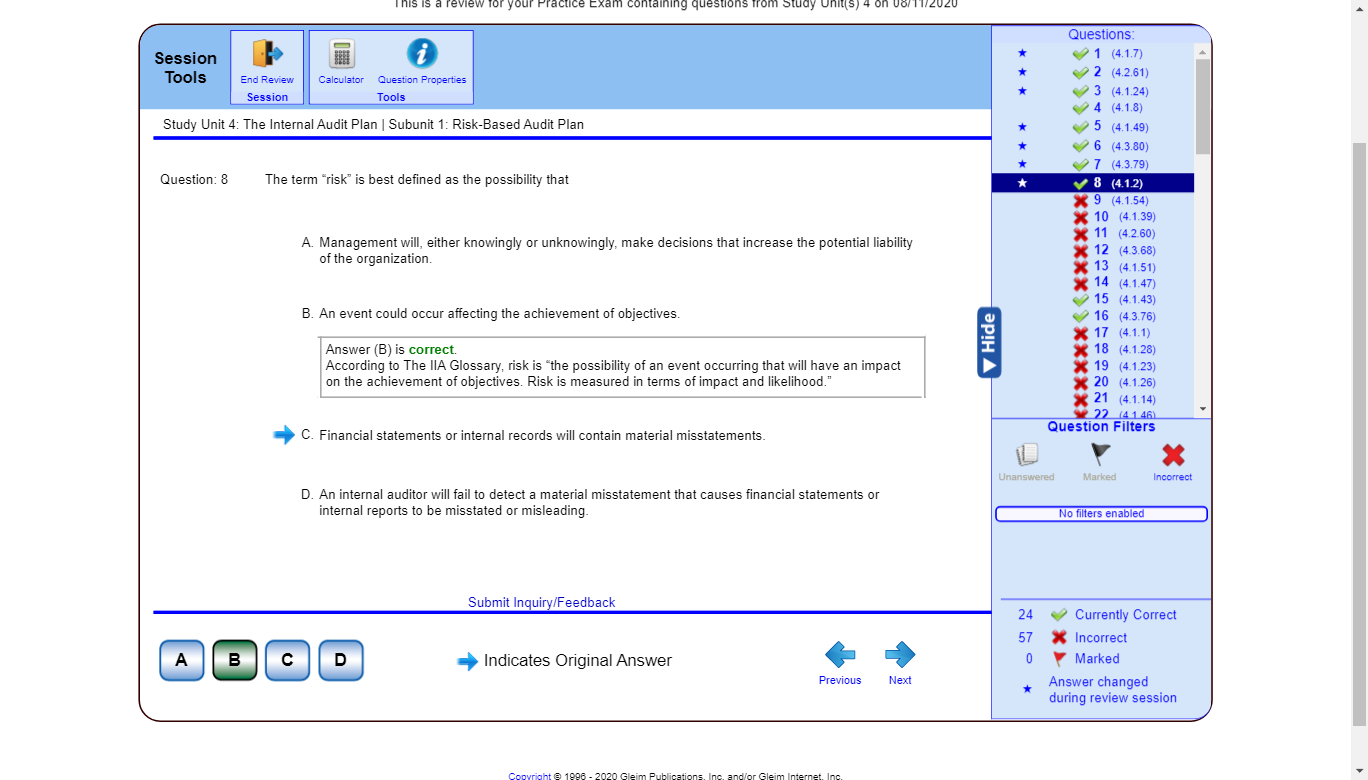 This is a review for your Practice Exam containing questions from Study Unit(s) 4 on 08/11/2020
Session
Tools
End Review
Session
Calculator
Question Properties
Tools
Study Unit 4: The Internal Audit Plan | Subunit 1: Risk-Based Audit Plan
Question: 8
The term “risk” is best defined as the possibility that
A. Management will, either knowingly or unknowingly, make decisions that increase the potential liability
of the organization.
B. An event could occur affecting the achievement of objectives.
Answer (B) is correct.
According to The IIA Glossary, risk is “the possibility of an event occurring that will have an impact
on the achievement of objectives. Risk is measured in terms of impact and likelihood.”
C. Financial statements or internal records will contain material misstatements.
D. An internal auditor will fail to detect a material misstatement that causes financial statements or
internal reports to be misstated or misleading.
Submit Inquiry/Feedback
A
B
C
D
Indicates Original Answer
Previous
Next
Hide
Questions:
1 (4.1.7)
2 (4.2.61)
3 (4.1.24)
4 (4.1.8)
5 (4.1.49)
6 (4.3.80)
7 (4.3.79)
8 (4.1.2)
9 (4.1.54)
10 (4.1.39)
11 (4.2.60)
12 (4.3.68)
13 (4.1.51)
14 (4.1.47)
15 (4.1.43)
16 (4.3.76)
17 (4.1.1)
18 (4.1.28)
19 (4.1.23)
20 (4.1.26)
21 (4.1.14)
22 (4.1.46)
Question Filters
Unanswered
Marked
Incorrect
No filters enabled
24 Currently Correct
57 Incorrect
0 Marked
Answer changed
during review session
Copyright © 1996 - 2020 Gleim Publications, Inc. and/or Gleim Internet, Inc.